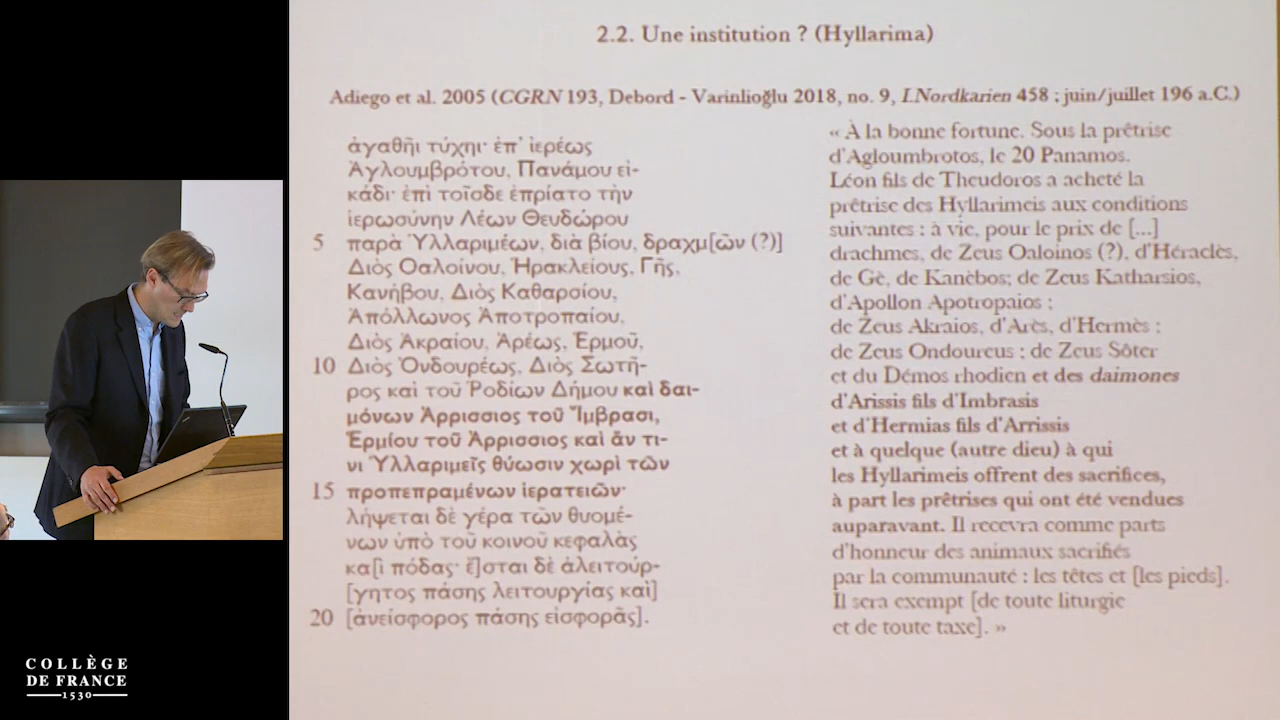 2.2. Une institution ? (Hyllarima)
Adiego et al. 2005 (CGRN 193, Debord - Varinlioğlu 2018, no. 9, I.Nordkarien 458 ; juin/juillet 196 a.C.)
ἀγαθῆι τύχηι· ἐπ’ ἱερέως
Ἀγλουμβρότου, Πανάμου εἰ-
κάδι· ἐπὶ τοῖσδε ἐπρίατο τὴν
ἱερωσύνην Λέων Θευδώρου
5 παρὰ Ὑλλαριμέων, διὰ βίου, δραχμ[ῶν (?)]
Διὸς Οαλοίνου, Ἡρακλείους, Γῆς,
Κανήβου, Διὸς Καθαρσίου,
Ἀπόλλωνος Ἀποτροπαίου,
Διὸς Ἀκραίου, Ἀρέως, Ἑρμοῦ,
10 Διὸς Ὀνδουρέως, Διὸς Σωτῆ-
ρος καὶ τοῦ Ῥοδίων Δήμου καὶ δαι-
μόνων Ἀρρισσιος τοῦ Ἴμβρασι,
Ἑρμίου τοῦ Ἀρρισσιος καὶ ἄν τι-
νι Ὑλλαριμεῖς θύωσιν χωρὶ τῶν
15 προπεπραμένων ἱερατειῶν·
λήψεται δὲ γέρα τῶν θυομέ-
νων ὑπὸ τοῦ κοινοῦ κεφαλὰς
κα[ὶ πόδας· ἔ]σται δὲ ἀλειτούρ-
[γητος πάσης λειτουργίας καὶ]
20 [ἀνείσφορος πάσης εἰσφορᾶς].
« À la bonne fortune. Sous la prêtrise
d’Agloumbrotos, le 20 Panamos.
Léon fils de Theudoros a acheté la
prêtrise des Hyllarimeis aux conditions
suivantes : à vie, pour le prix de [...]
drachmes, de Zeus Oaloinos (?), d’Héraclès,
de Gè, de Kanèbos; de Zeus Katharsios,
d’Apollon Apotropaios ;
de Zeus Akraios, d’Arès, d’Hermès ;
de Zeus Ondoureus ; de Zeus Sôter
et du Démos rhodien et des daimones
d’Arissis fils d’Imbrasis
et d’Hermias fils d’Arrissis
et à quelque (autre dieu) à qui
les Hyllarimeis offrent des sacrifices,
à part les prêtrises qui ont été vendues
auparavant. Il recevra comme parts
d’honneur des animaux sacrifiés
par la communauté : les têtes et [les pieds].
Il sera exempt [de toute liturgie
et de toute taxe]. »
COLLÈGE
DE FRANCE
1530